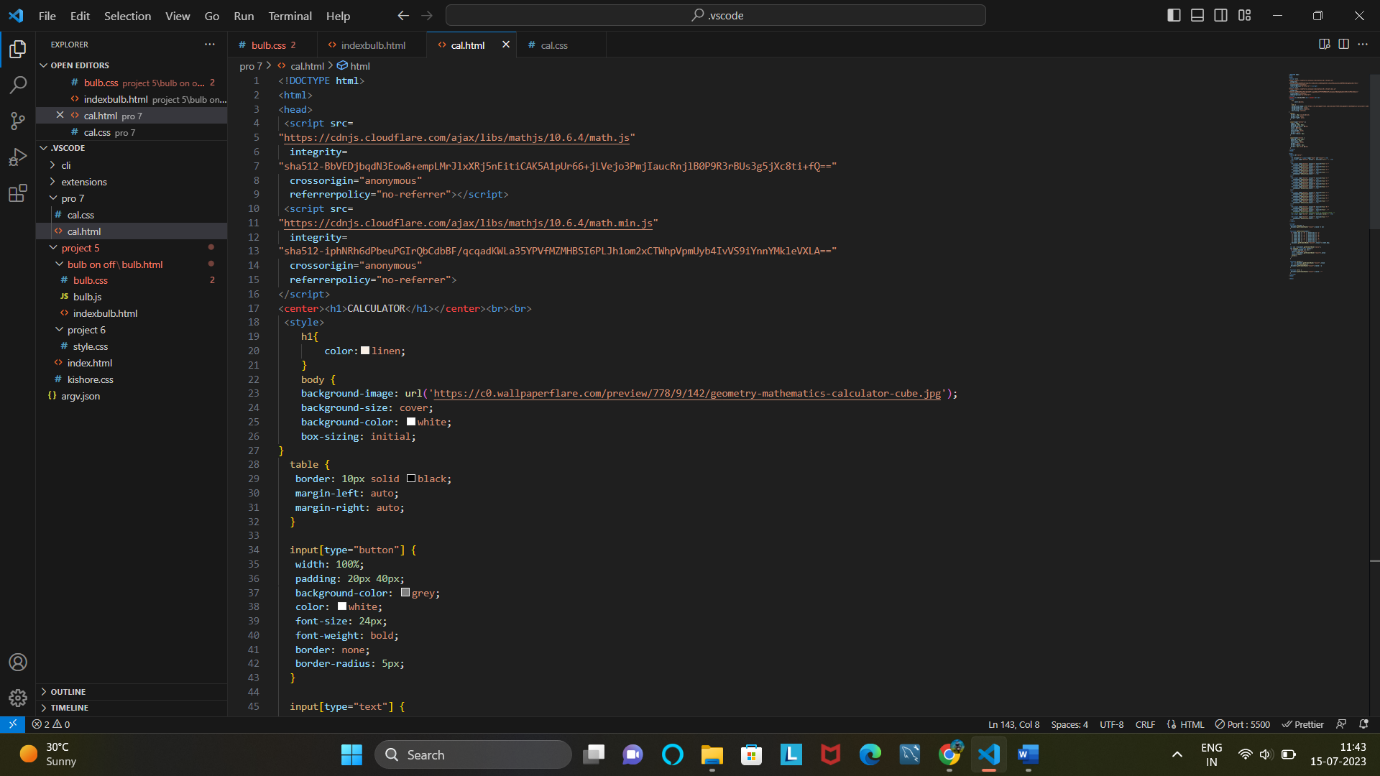 File Edit Selection View Go Run Terminal Help
.vscode
EXPLORER
bulb.css 2 indexbulb.html cal.html cal.css
OPEN EDITORS
bulb.css project 5\bulb on o... 2
indexbulb.html project 5\bulb on...
cal.html pro 7
cal.css pro 7
.VSCODE
cli
extensions
pro 7
cal.css
cal.html
project 5
bulb on off\bulb.html
bulb.css 2
bulb.js
indexbulb.html
project 6
style.css
index.html
kishore.css
argv.json
OUTLINE
TIMELINE
pro 7 > cal.html > html
1 <!DOCTYPE html>
2 <html>
3 <head>
4 <script src=
5 "https://cdnjs.cloudflare.com/ajax/libs/mathjs/10.6.4/math.js"
6 integrity=
7
8 crossorigin="anonymous"
9 referrerpolicy="no-referrer"></script>
10 <script src=
11 "https://cdnjs.cloudflare.com/ajax/libs/mathjs/10.6.4/math.min.js"
12 integrity=
13
14 crossorigin="anonymous"
15 referrerpolicy="no-referrer">
16 </script>
17 <center><h1>CALCULATOR</h1></center><br><br>
18 <style>
19 h1{
20 color: linen;
21 }
22 body {
23 background-image: url('https://c0.wallpaperflare.com/preview/778/9/142/geometry-mathematics-calculator-cube.jpg');
24 background-size: cover;
25 background-color: white;
26 box-sizing: initial;
27 }
28 table {
29 border: 10px solid black;
30 margin-left: auto;
31 margin-right: auto;
32 }
33
34 input[type="button"] {
35 width: 100%;
36 padding: 20px 40px;
37 background-color: grey;
38 color: white;
39 font-size: 24px;
40 font-weight: bold;
41 border: none;
42 border-radius: 5px;
43 }
44
45 input[type="text"] {
2 0
Ln 143, Col 8 Spaces: 4 UTF-8 CRLF HTML Port : 5500 Prettier
30°C
Sunny
Search
ENG
IN
11:43
15-07-2023